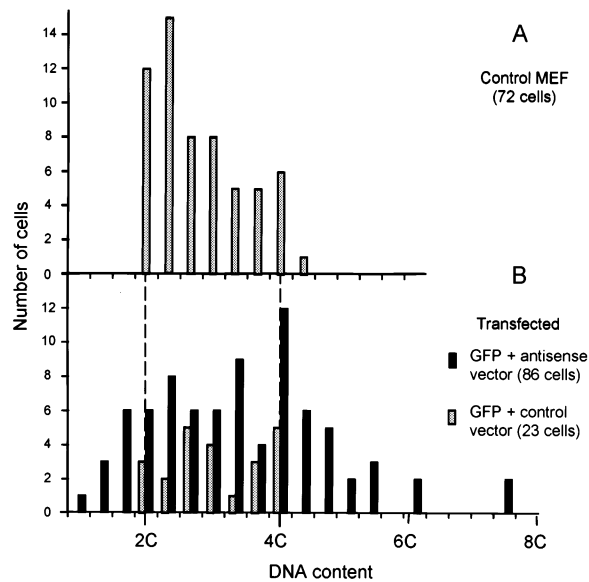 A
Control MEF
(72 cells)
14
12
10
8
6
4
2
0
Number of cells
B
Transfected
GFP + antisense
vector (86 cells)
GFP + control
vector (23 cells)
12
10
8
6
4
2
0
2C 4C 6C 8C
DNA content